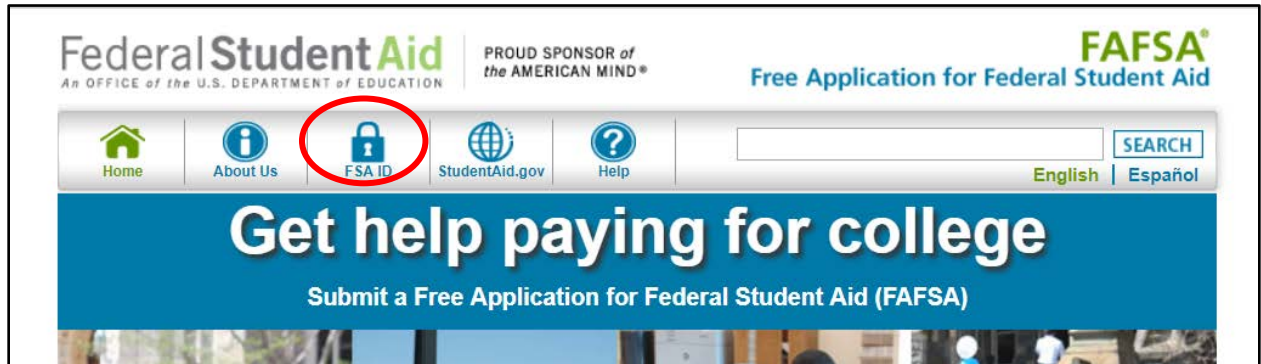 Federal Student Aid
An OFFICE of the U.S. DEPARTMENT of EDUCATION
PROUD SPONSOR of
the AMERICAN MIND®
FAFSA®
Free Application for Federal Student Aid
Home
About Us
FSA ID
StudentAid.gov
Help
SEARCH
English | Español
Get help paying for college
Submit a Free Application for Federal Student Aid (FAFSA)